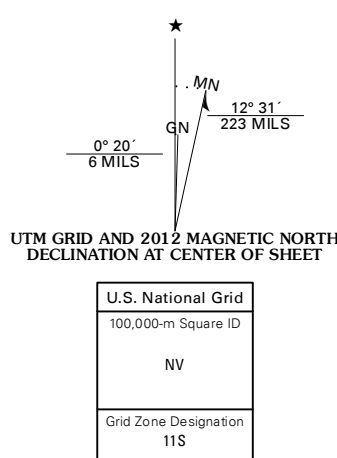 ★
MN
GN
12° 31´
223 MILS
0° 20´
6 MILS
UTM GRID AND 2012 MAGNETIC NORTH
DECLINATION AT CENTER OF SHEET
U.S. National Grid
100,000-m Square ID
NV
Grid Zone Designation
11S